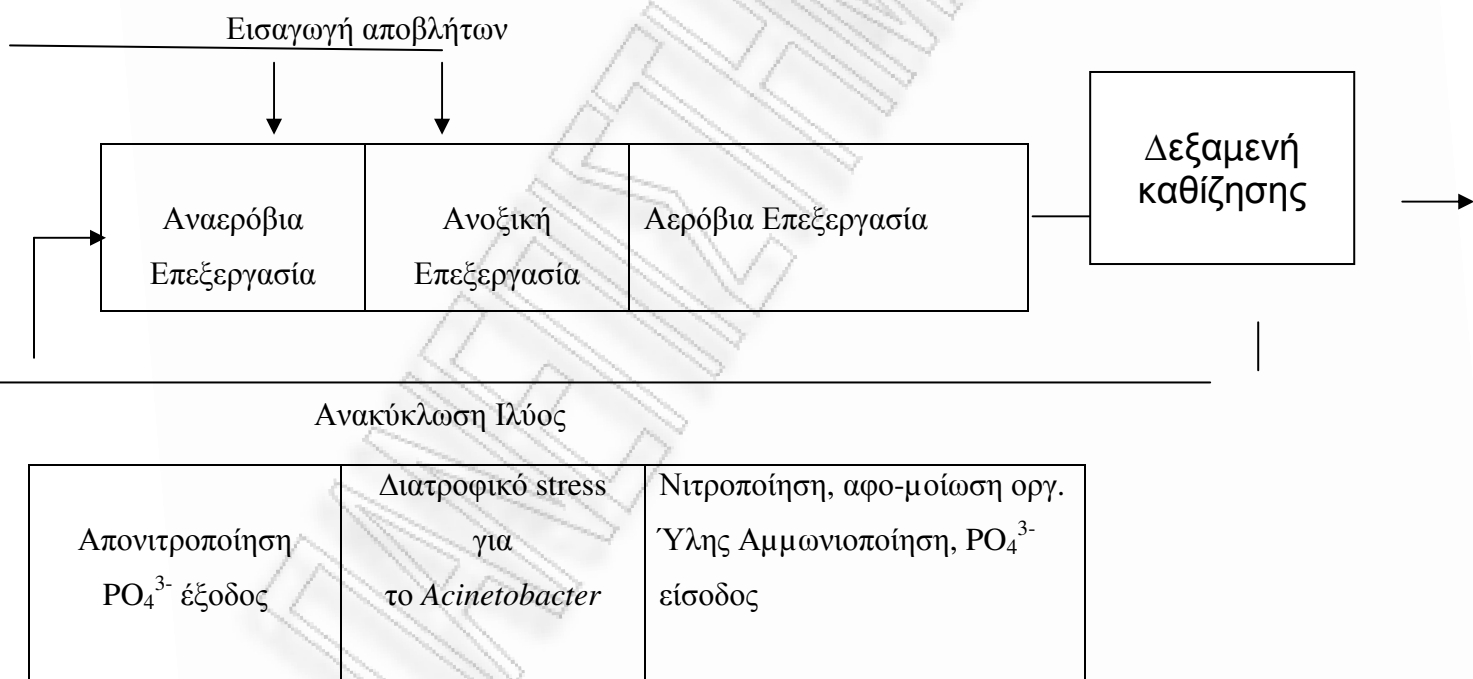 Εισαγωγή αποβλήτων
Αναερόβια
Επεξεργασία
Ανοξική
Επεξεργασία
Αερόβια Επεξεργασία
Δεξαμενή
καθίζησης
Ανακύκλωση Ιλύος
Απονιτροποίηση
PO₄³⁻ έξοδος
Διατροφικό stress
για
το Acinetobacter
Νιτροποίηση, αφο-μοίωση οργ.
Ύλης Αμμωνιοποίηση, PO₄³⁻
είσοδος